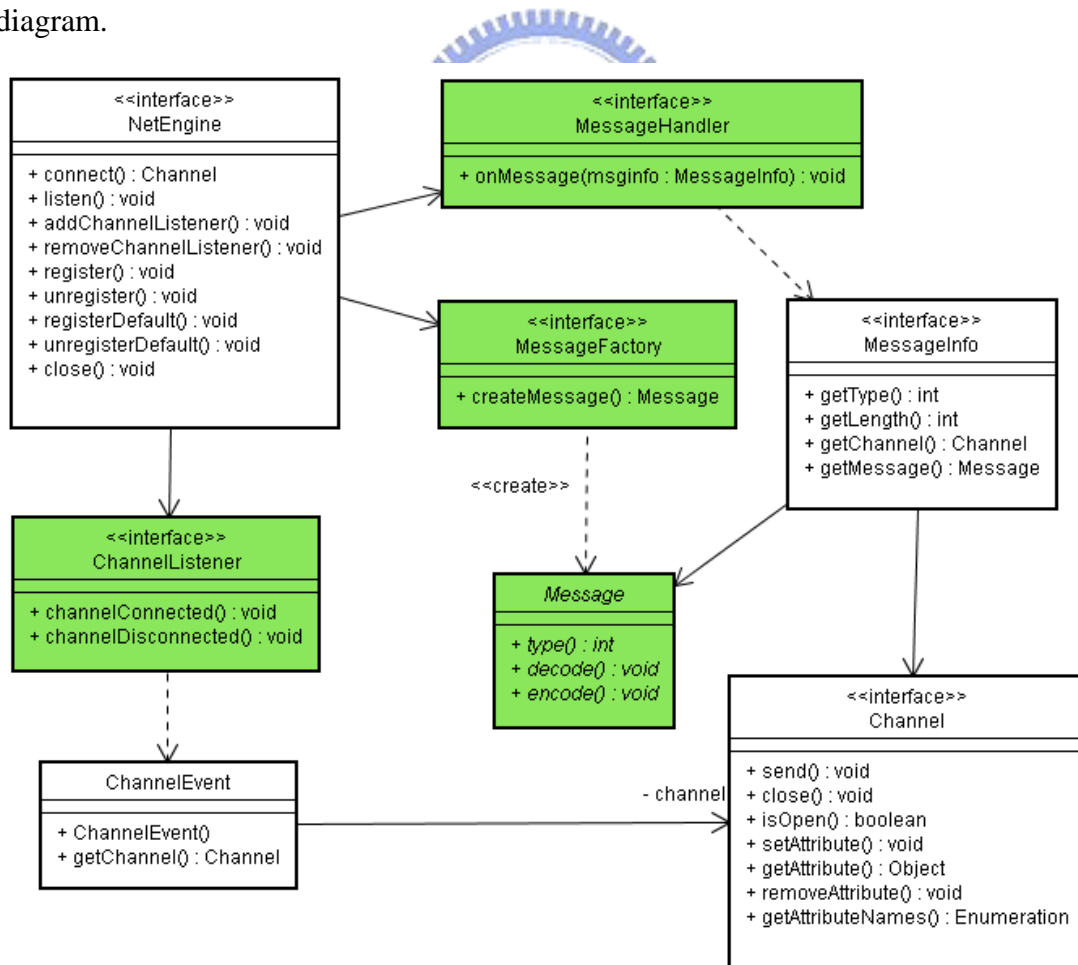 diagram.
<<interface>>
NetEngine
+ connect() : Channel
+ listen() : void
+ addChannelListener() : void
+ removeChannelListener() : void
+ register() : void
+ unregister() : void
+ registerDefault() : void
+ unregisterDefault() : void
+ close() : void
<<interface>>
MessageHandler
+ onMessage(msginfo : MessageInfo) : void
<<interface>>
MessageFactory
+ createMessage() : Message
<<interface>>
MessageInfo
+ getType() : int
+ getLength() : int
+ getChannel() : Channel
+ getMessage() : Message
<<create>>
<<interface>>
ChannelListener
+ channelConnected() : void
+ channelDisconnected() : void
Message
+ type() : int
+ decode() : void
+ encode() : void
ChannelEvent
+ ChannelEvent()
+ getChannel() : Channel
- channel
<<interface>>
Channel
+ send() : void
+ close() : void
+ isOpen() : boolean
+ setAttribute() : void
+ getAttribute() : Object
+ removeAttribute() : void
+ getAttributeNames() : Enumeration